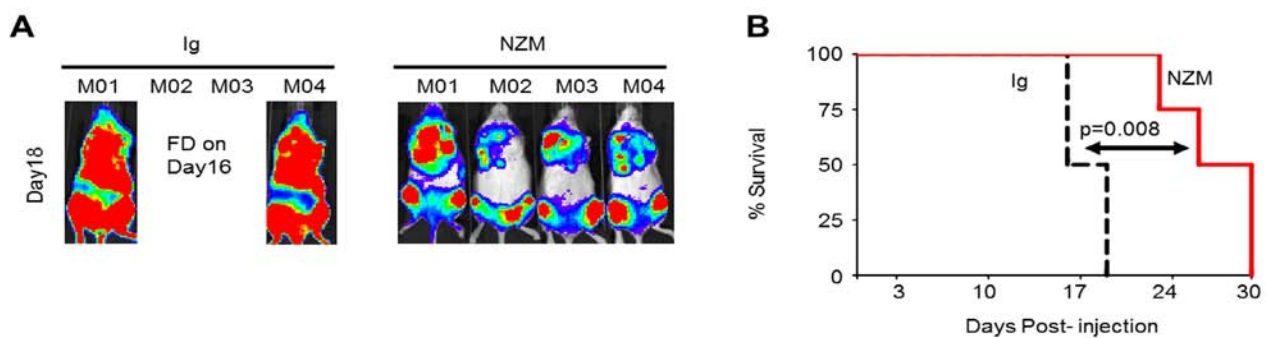 A
Ig
NZM
M01 M02 M03 M04
M01 M02 M03 M04
FD on
Day16
Day18
B
100
75
50
25
0
% Survival
Ig
NZM
p=0.008
3 10 17 24 30
Days Post- injection